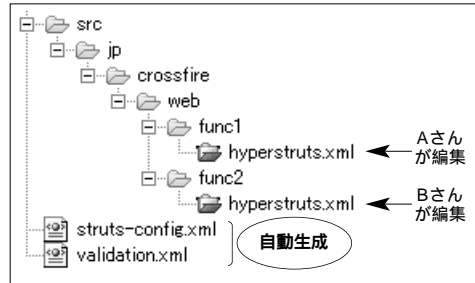 src
jp
crossfire
web
func1
hyperstruts.xml
Aさん
が編集
func2
hyperstruts.xml
Bさん
が編集
struts-config.xml
validation.xml
自動生成